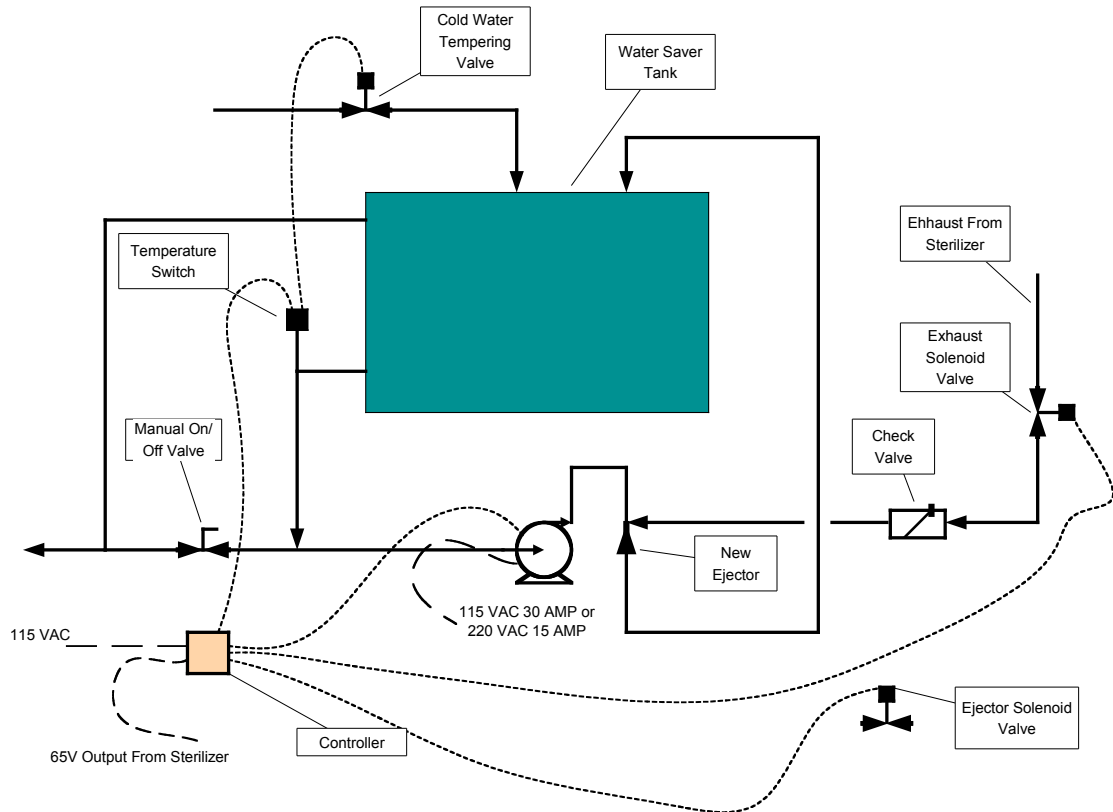 Cold Water
Tempering
Valve
Water Saver
Tank
Temperature
Switch
Ehhaust From
Sterilizer
Exhaust
Solenoid
Valve
Manual On/
Off Valve
Check
Valve
New
Ejector
115 VAC 30 AMP or
220 VAC 15 AMP
115 VAC
Ejector Solenoid
Valve
Controller
65V Output From Sterilizer